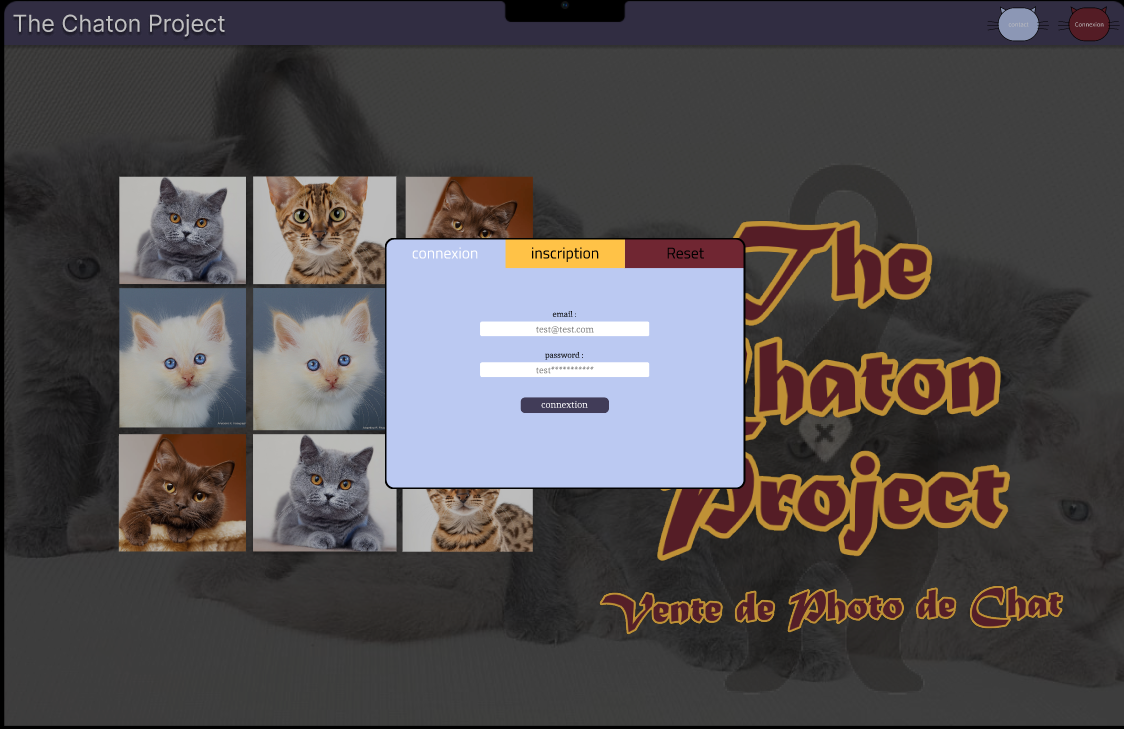 The Chaton Project
contact
Connexion
connexion
inscription
Reset
email :
test@test.com
password :
test***********
connextion
The
haton
Project
Vente de Photo de Chat